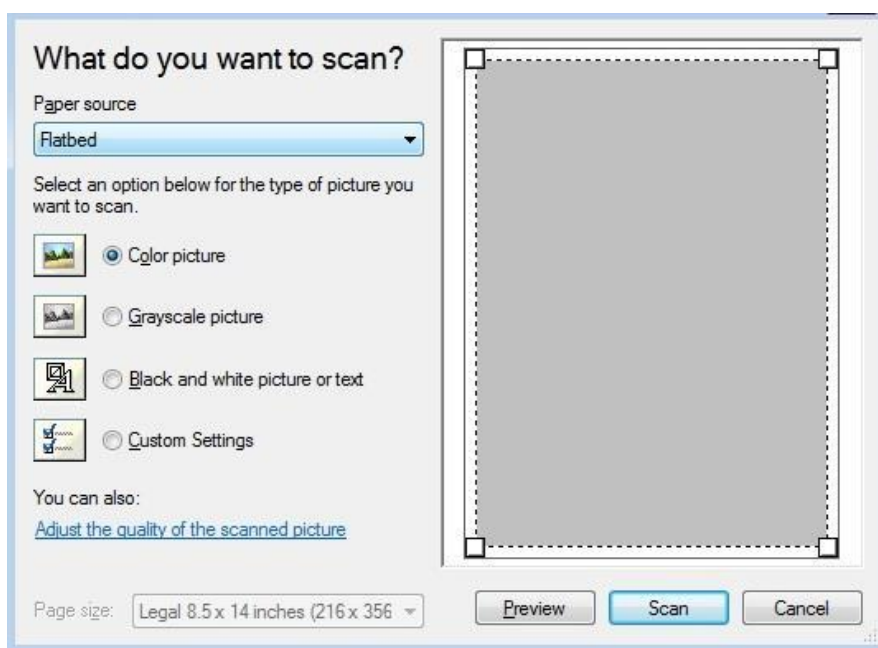 What do you want to scan?
Paper source
Flatbed
Select an option below for the type of picture you
want to scan.
Color picture
Grayscale picture
Black and white picture or text
Custom Settings
You can also:
Adjust the quality of the scanned picture
Page size: Legal 8.5 x 14 inches (216 x 356
Preview Scan Cancel